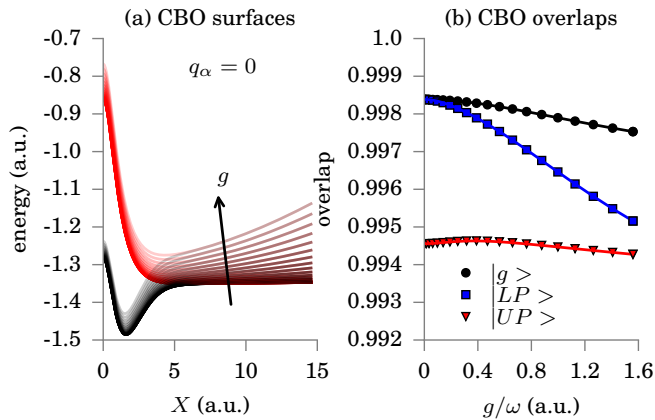 (a) CBO surfaces
(b) CBO overlaps
energy (a.u.)
-0.7
-0.8
-0.9
-1.0
-1.1
-1.2
-1.3
-1.4
-1.5
qα = 0
g
0
5
10
15
X (a.u.)
overlap
1.0
0.999
0.998
0.997
0.996
0.995
0.994
0.993
0.992
|g >
|LP >
|UP >
0
0.4
0.8
1.2
1.6
g/ω (a.u.)